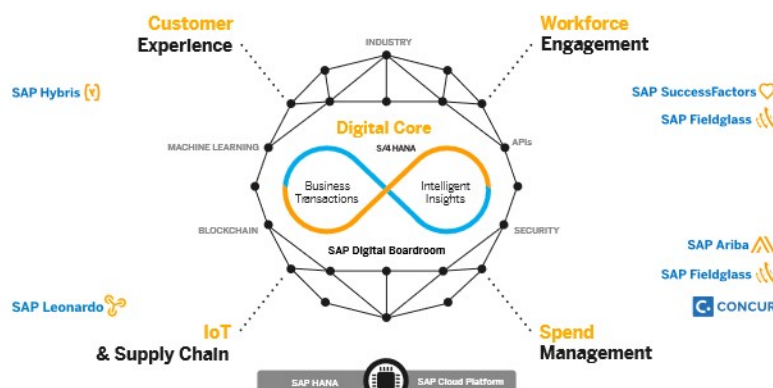 Customer
Experience
Workforce
Engagement
INDUSTRY
SAP Hybris
SAP SuccessFactors
SAP Fieldglass
Digital Core
S/4 HANA
MACHINE LEARNING
APIs
Business
Transactions
Intelligent
Insights
BLOCKCHAIN
SECURITY
SAP Digital Boardroom
SAP Ariba
SAP Fieldglass
SAP Leonardo
C.
CONCUR
IoT
& Supply Chain
Spend
Management
SAP HANA
SAP Cloud Platform